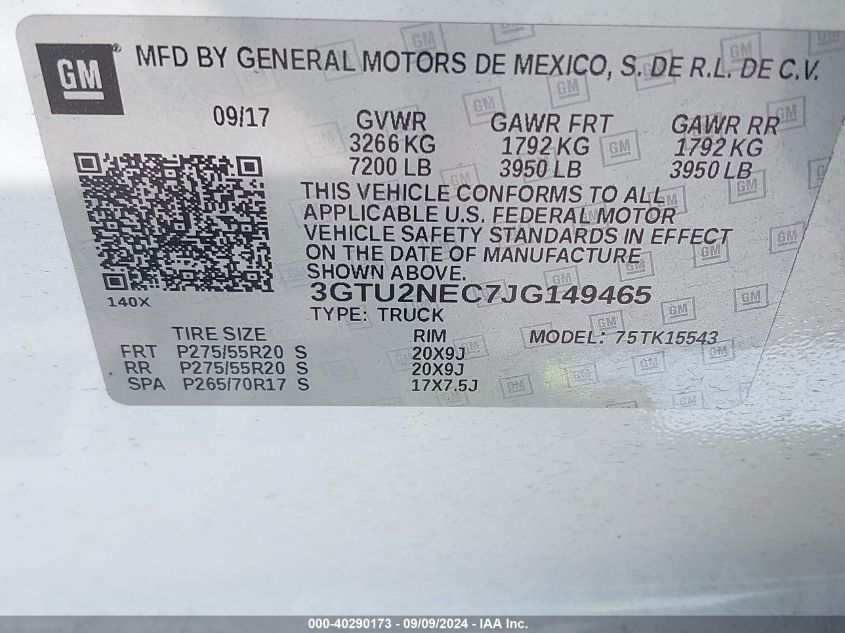 GM
MFD BY GENERAL MOTORS DE MEXICO, S. DE R.L. DE C.V.
09/17 GVWR GAWR FRT GAWR RR
3266 KG 1792 KG 1792 KG
7200 LB 3950 LB 3950 LB
THIS VEHICLE CONFORMS TO ALL
APPLICABLE U.S. FEDERAL MOTOR
VEHICLE SAFETY STANDARDS IN EFFECT
ON THE DATE OF MANUFACTURE
SHOWN ABOVE.
140X 3GTU2NEC7JG149465
TYPE: TRUCK
TIRE SIZE RIM MODEL: 75TK15543
FRT P275/55R20 S 20X9J
RR P275/55R20 S 20X9J
SPA P265/70R17 S 17X7.5J
000-40290173 - 09/09/2024 - IAA Inc.